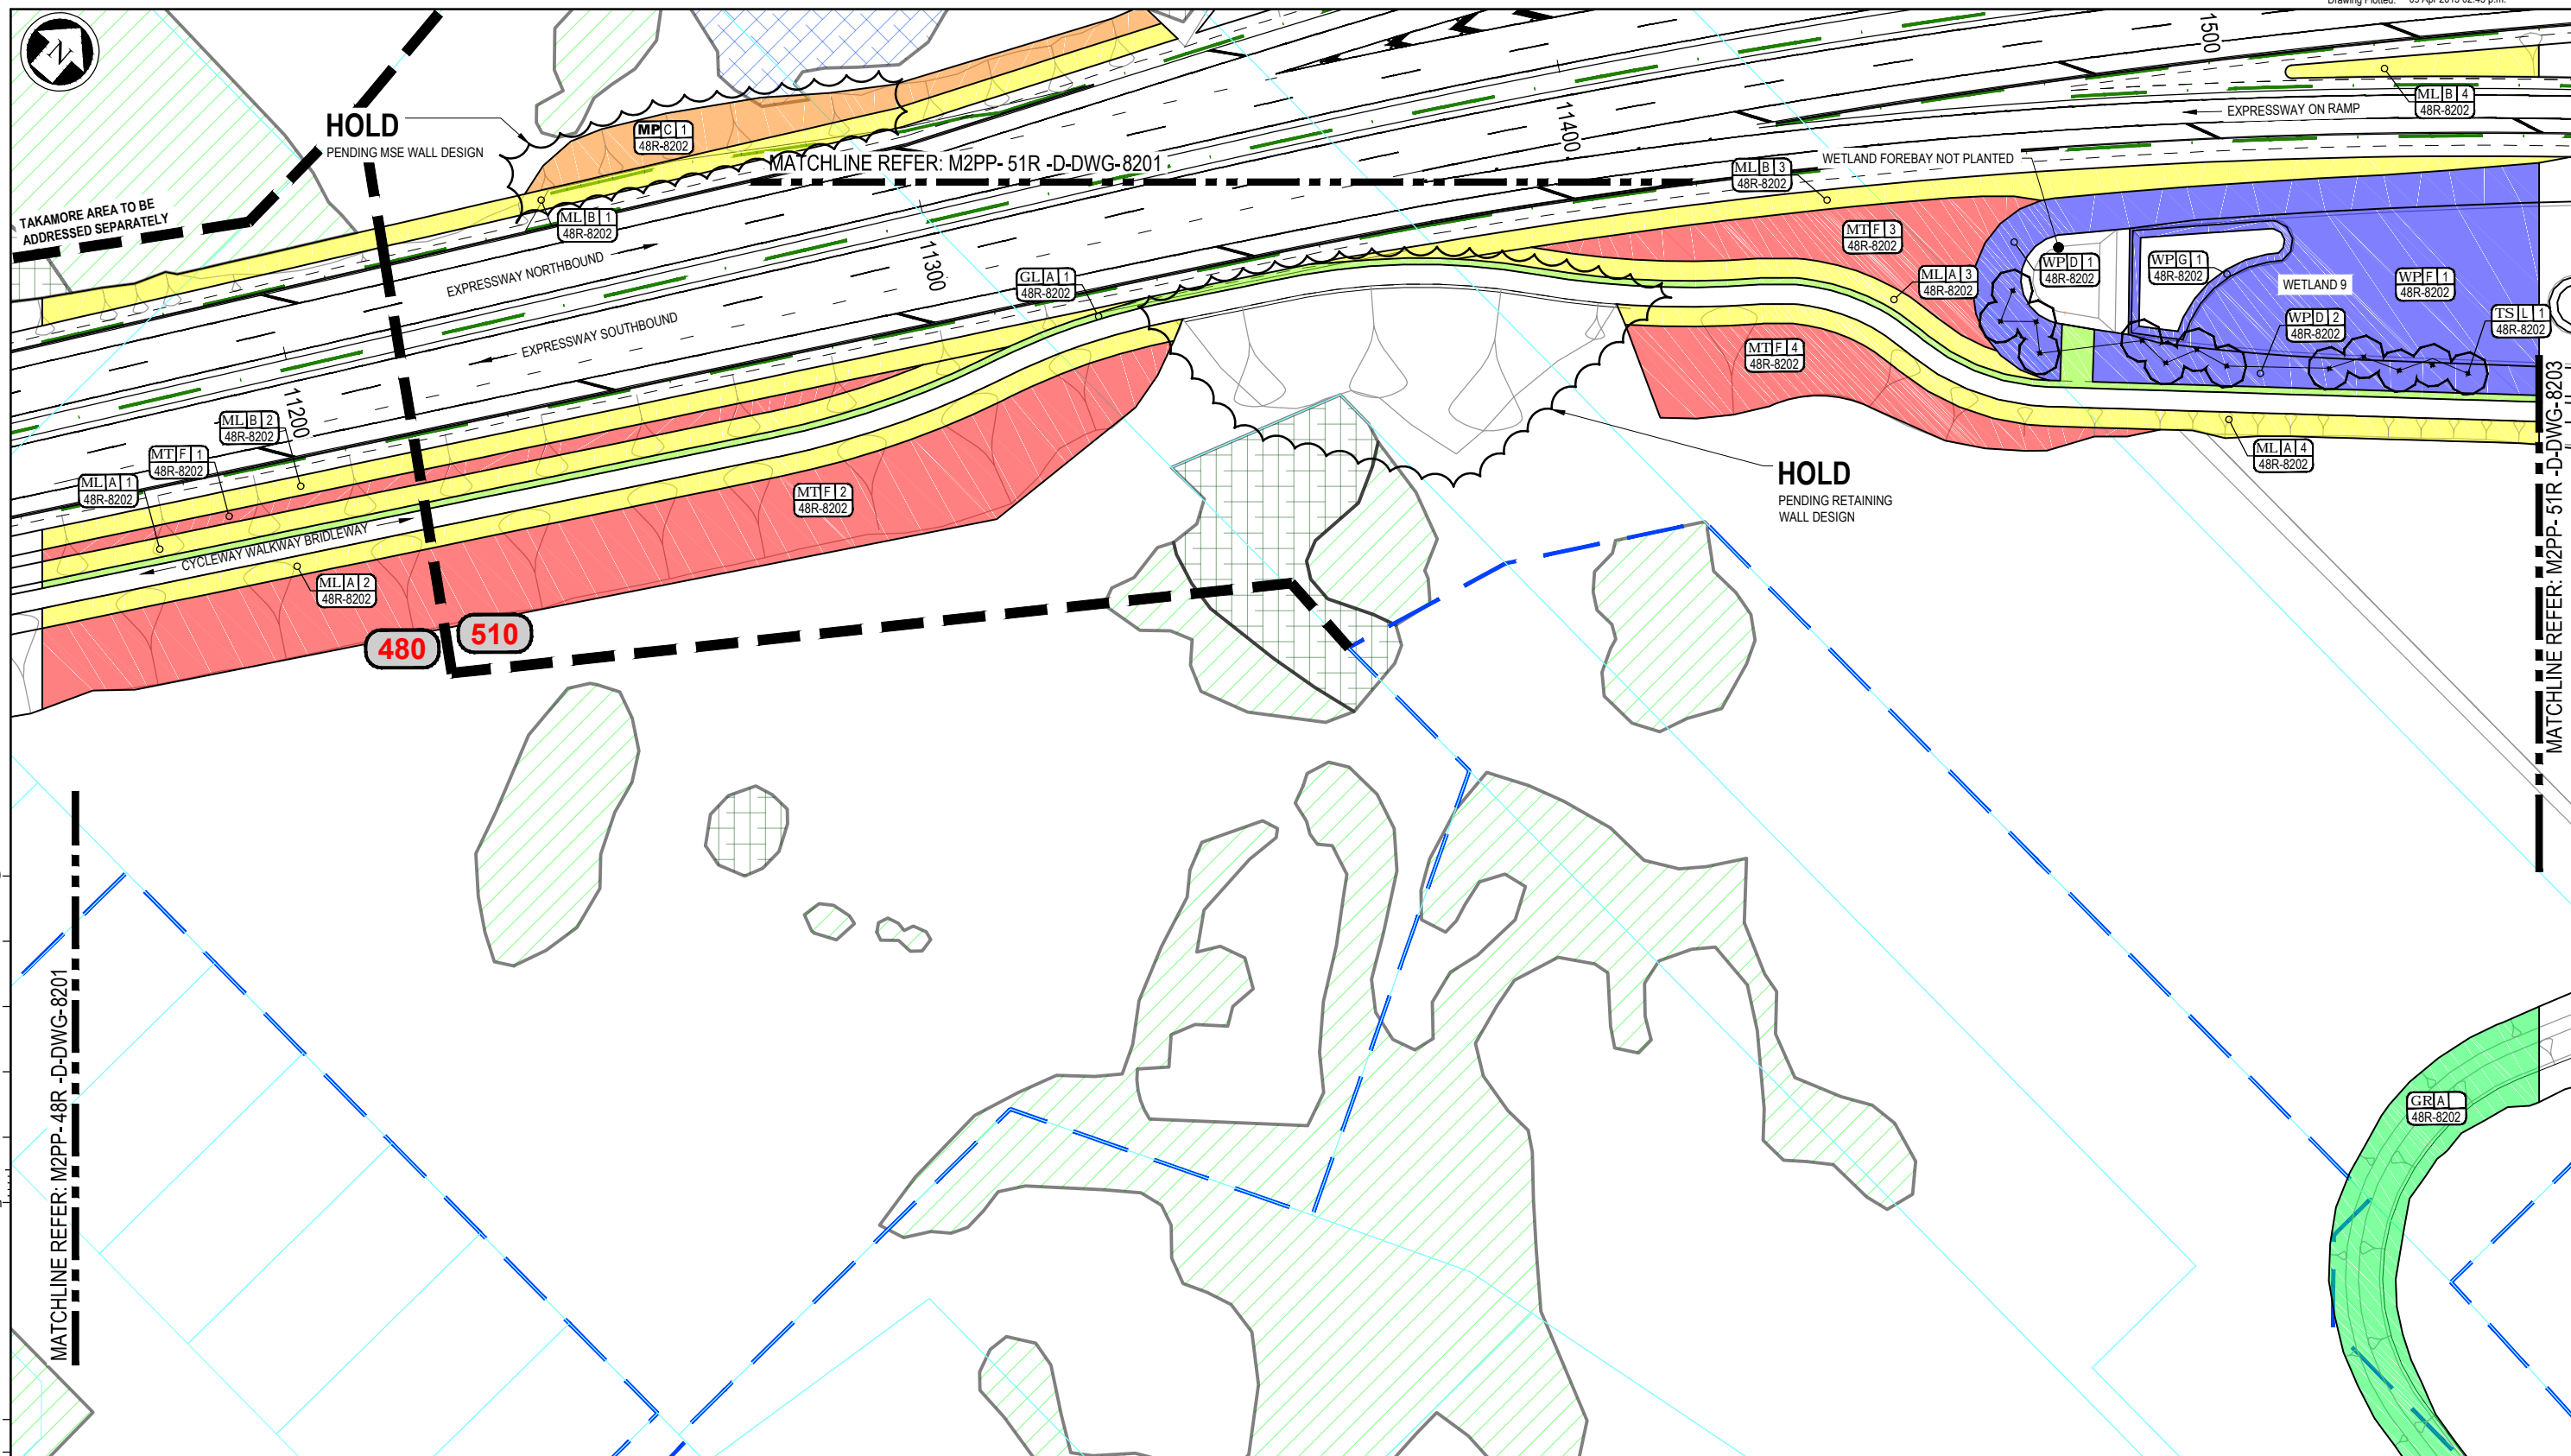 Drawing Plotted: 09 Apr 2015 02:43 p.m.
N
HOLD
PENDING MSE WALL DESIGN
TAKAMORE AREA TO BE
ADDRESSED SEPARATELY
MP C 1
48R-8202
MATCHLINE REFER: M2PP- 51R -D-DWG-8201
ML B 1
48R-8202
EXPRESSWAY NORTHBOUND
EXPRESSWAY SOUTHBOUND
11200
11300
11400
1500
GL A 1
48R-8202
ML B 3
48R-8202
WETLAND FOREBAY NOT PLANTED
EXPRESSWAY ON RAMP
ML B 4
48R-8202
MT F 3
48R-8202
ML A 3
48R-8202
WP D 1
48R-8202
WP G 1
48R-8202
WETLAND 9
WP F 1
48R-8202
WP D 2
48R-8202
TS L 1
48R-8202
MT F 4
48R-8202
ML A 4
48R-8202
ML B 2
48R-8202
MT F 1
48R-8202
ML A 1
48R-8202
MT F 2
48R-8202
CYCLEWAY WALKWAY BRIDLEWAY
ML A 2
48R-8202
480
510
HOLD
PENDING RETAINING
WALL DESIGN
MATCHLINE REFER: M2PP- 51R -D-DWG-8203
MATCHLINE REFER: M2PP- 48R -D-DWG-8201
GR A
48R-8202